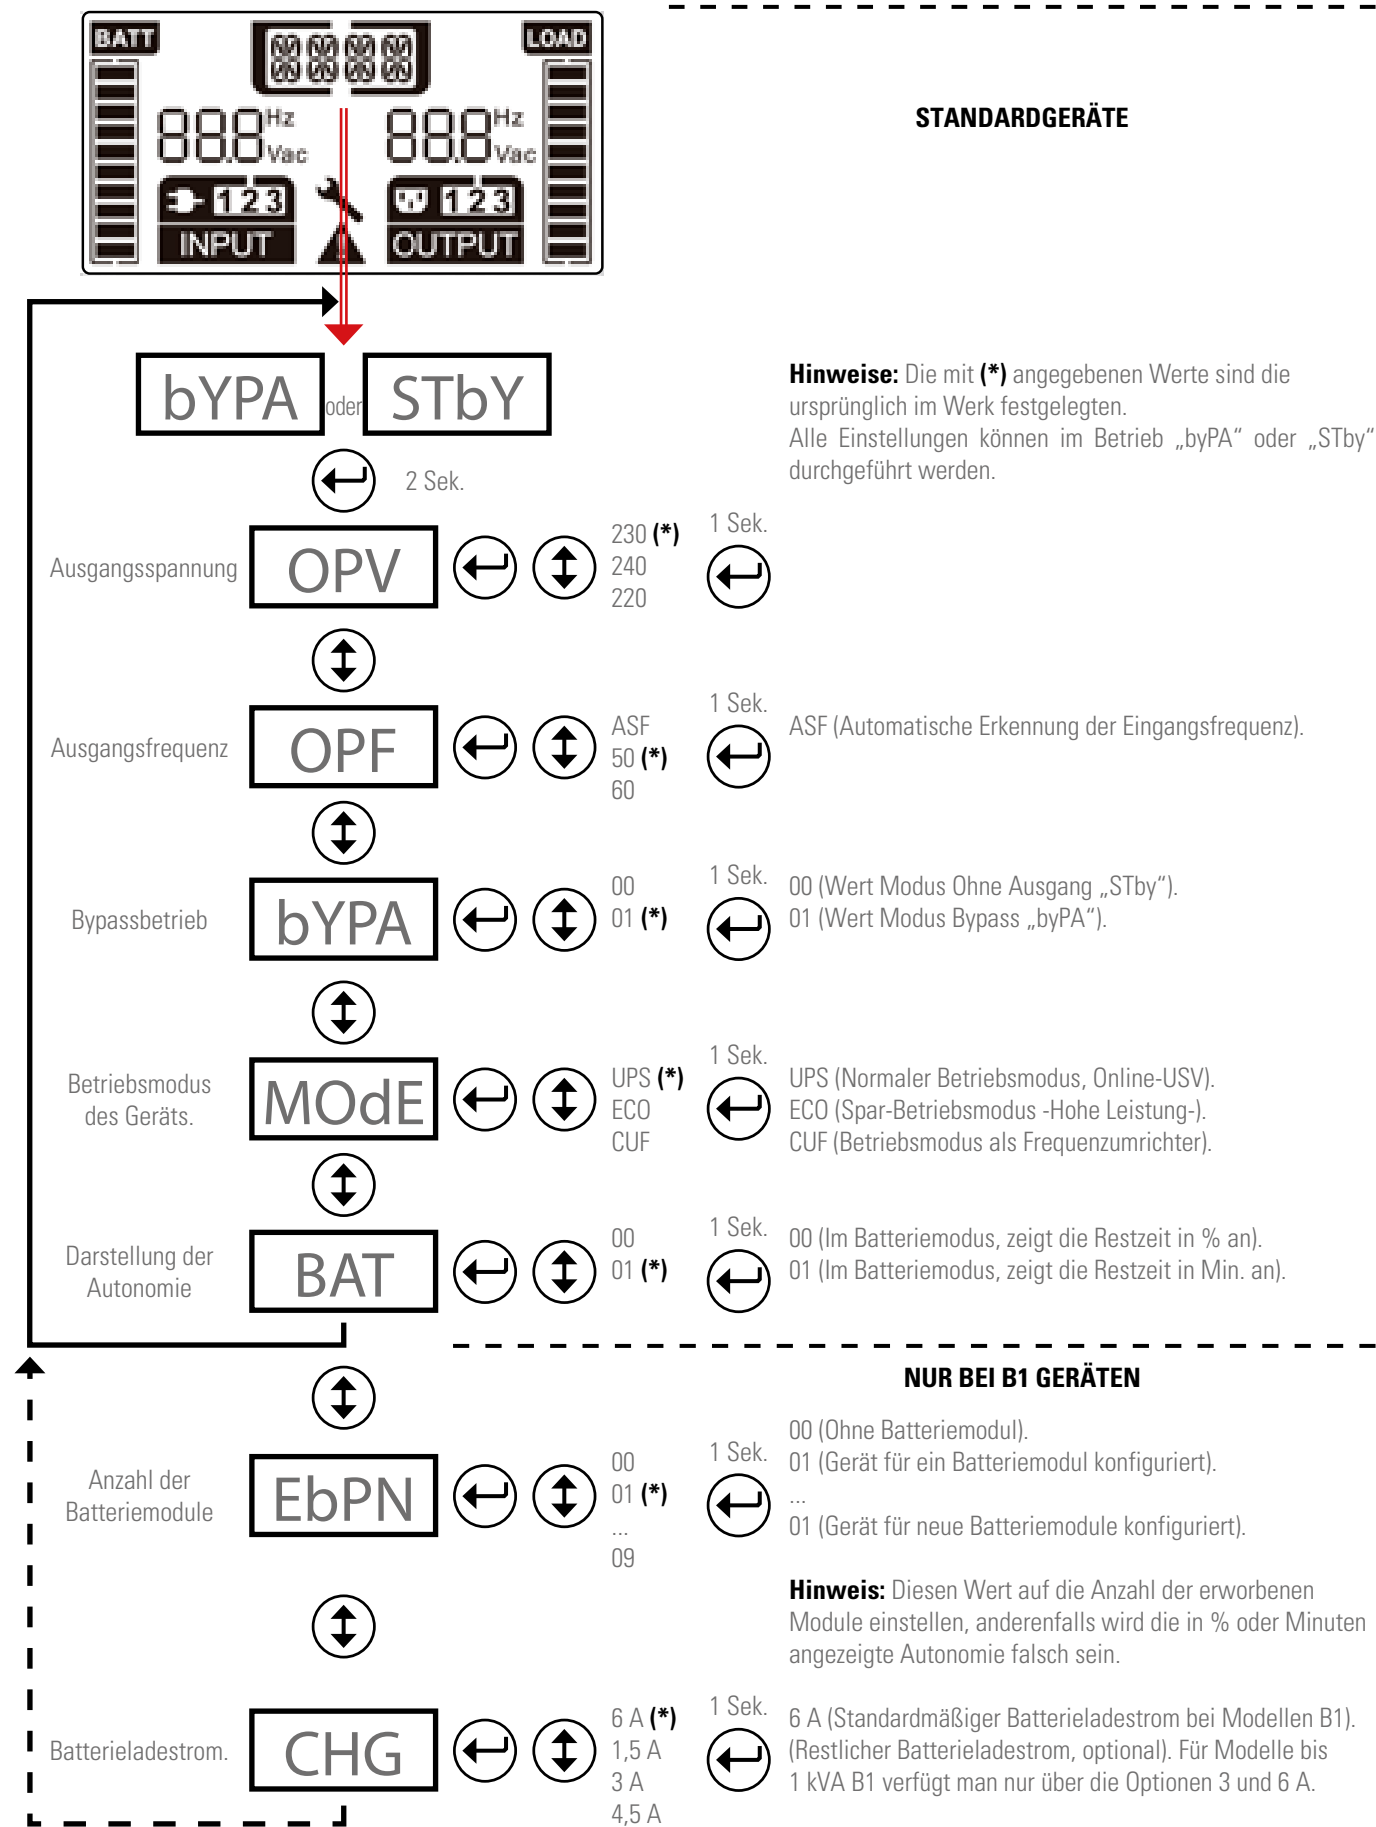 BATT
LOAD
88.8 Hz Vac
88.8 Hz Vac
123
INPUT
123
OUTPUT
STANDARDGERÄTE
bYPA oder STbY
2 Sek.
Hinweise: Die mit (*) angegebenen Werte sind die
ursprünglich im Werk festgelegten.
Alle Einstellungen können im Betrieb „byPA“ oder „STby“
durchgeführt werden.
Ausgangsspannung
OPV
230 (*)
240
220
1 Sek.
Ausgangsfrequenz
OPF
ASF
50 (*)
60
1 Sek.
ASF (Automatische Erkennung der Eingangsfrequenz).
Bypassbetrieb
bYPA
00
01 (*)
1 Sek.
00 (Wert Modus Ohne Ausgang „STby“).
01 (Wert Modus Bypass „byPA“).
Betriebsmodus
des Geräts.
MOdE
UPS (*)
ECO
CUF
1 Sek.
UPS (Normaler Betriebsmodus, Online-USV).
ECO (Spar-Betriebsmodus -Hohe Leistung-).
CUF (Betriebsmodus als Frequenzumrichter).
Darstellung der
Autonomie
BAT
00
01 (*)
1 Sek.
00 (Im Batteriemodus, zeigt die Restzeit in % an).
01 (Im Batteriemodus, zeigt die Restzeit in Min. an).
NUR BEI B1 GERÄTEN
Anzahl der
Batteriemodule
EbPN
00
01 (*)
...
09
1 Sek.
00 (Ohne Batteriemodul).
01 (Gerät für ein Batteriemodul konfiguriert).
...
01 (Gerät für neue Batteriemodule konfiguriert).
Hinweis: Diesen Wert auf die Anzahl der erworbenen
Module einstellen, anderenfalls wird die in % oder Minuten
angezeigte Autonomie falsch sein.
Batterieladestrom.
CHG
6 A (*)
1,5 A
3 A
4,5 A
1 Sek.
6 A (Standardmäßiger Batterieladestrom bei Modellen B1).
(Restlicher Batterieladestrom, optional). Für Modelle bis
1 kVA B1 verfügt man nur über die Optionen 3 und 6 A.